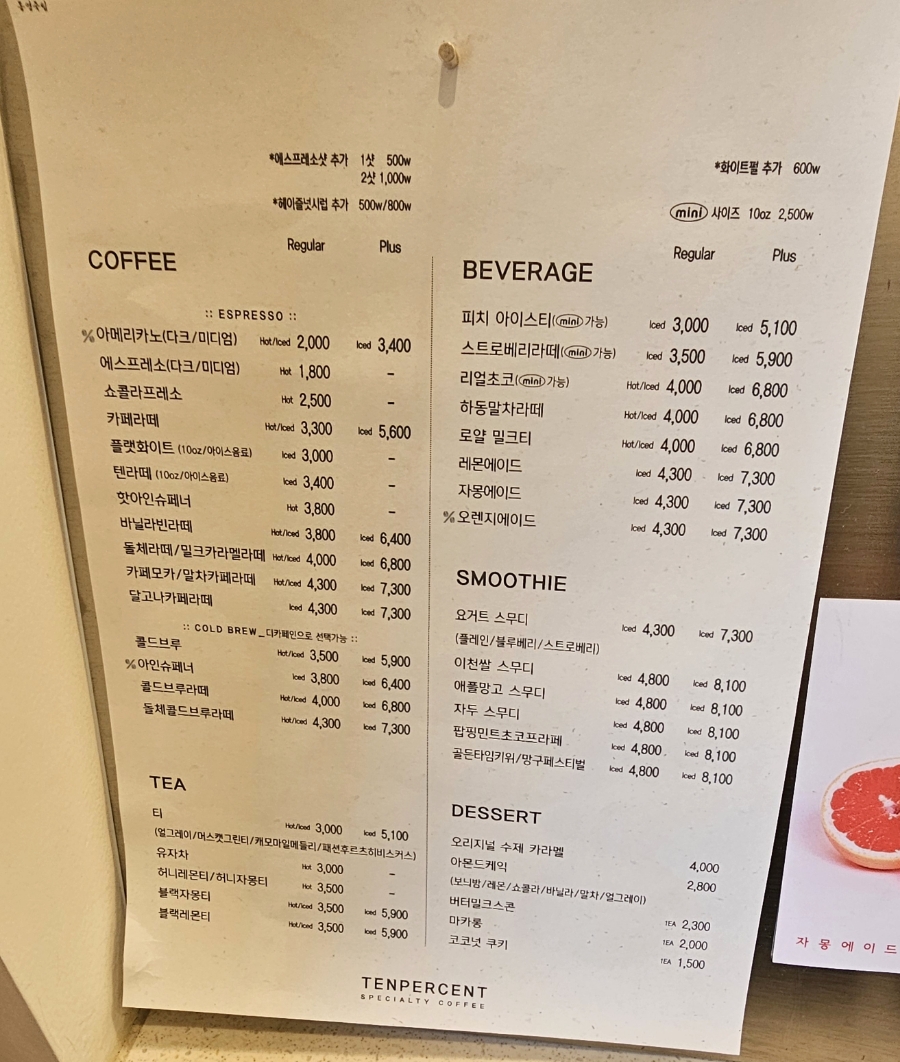 *에스프레소샷 추가 1샷 500w
2샷 1,000w
*헤이즐넛시럽 추가 500w/800w
Regular Plus
COFFEE
:: ESPRESSO ::
%아메리카노(다크/미디엄) Hot/Iced 2,000 Iced 3,400
에스프레소(다크/미디엄) Hot 1,800 –
쇼콜라프레소 Hot 2,500 –
카페라떼 Hot/Iced 3,300 Iced 5,600
플랫화이트 (10oz/아이스음료) Iced 3,000 –
텐라떼 (10oz/아이스음료) Iced 3,400 –
핫아인슈페너 Hot 3,800 –
바닐라빈라떼 Hot/Iced 3,800 Iced 6,400
돌체라떼/밀크카라멜라떼 Hot/Iced 4,000 Iced 6,800
카페모카/말차카페라떼 Hot/Iced 4,300 Iced 7,300
달고나카페라떼 Iced 4,300 Iced 7,300
:: COLD BREW_디카페인으로 선택가능 ::
콜드브루 Hot/Iced 3,500 Iced 5,900
%아인슈페너 Iced 3,800 Iced 6,400
콜드브루라떼 Hot/Iced 4,000 Iced 6,800
돌체콜드브루라떼 Hot/Iced 4,300 Iced 7,300
TEA
티 Hot/Iced 3,000 Iced 5,100
(얼그레이/머스캣그린티/캐모마일메들리/패션후르츠히비스커스)
유자차 Hot 3,000 –
허니레몬티/허니자몽티 Hot 3,500 –
블랙자몽티 Hot/Iced 3,500 Iced 5,900
블랙레몬티 Hot/Iced 3,500 Iced 5,900
*화이트펄 추가 600w
mini 사이즈 10oz 2,500w
Regular Plus
BEVERAGE
피치 아이스티(mini 가능) Iced 3,000 Iced 5,100
스트로베리라떼(mini 가능) Iced 3,500 Iced 5,900
리얼초코(mini 가능) Hot/Iced 4,000 Iced 6,800
하동말차라떼 Hot/Iced 4,000 Iced 6,800
로얄 밀크티 Hot/Iced 4,000 Iced 6,800
레몬에이드 Iced 4,300 Iced 7,300
자몽에이드 Iced 4,300 Iced 7,300
%오렌지에이드 Iced 4,300 Iced 7,300
SMOOTHIE
요거트 스무디 Iced 4,300 Iced 7,300
(플레인/블루베리/스트로베리)
이천쌀 스무디 Iced 4,800 Iced 8,100
애플망고 스무디 Iced 4,800 Iced 8,100
자두 스무디 Iced 4,800 Iced 8,100
팝핑민트초코프라페 Iced 4,800 Iced 8,100
골든타임키위/망구페스티벌 Iced 4,800 Iced 8,100
DESSERT
오리지널 수제 카라멜 4,000
아몬드케익 2,800
(보늬밤/레몬/쇼콜라/바닐라/말차/얼그레이)
버터밀크스콘 1EA 2,300
마카롱 1EA 2,000
코코넛 쿠키 1EA 1,500
TENPERCENT
SPECIALTY COFFEE
자몽에이드